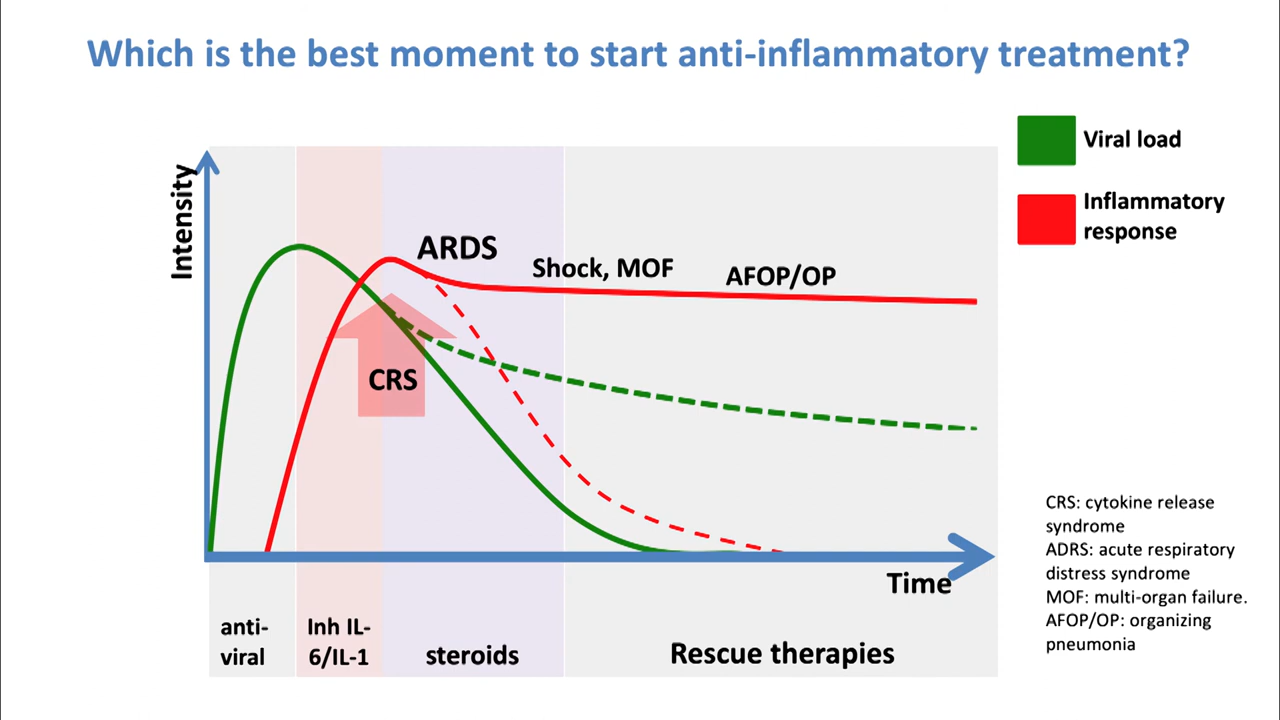 Which is the best moment to start anti-inflammatory treatment?
Viral load
Inflammatory
response
Intensity
ARDS
Shock, MOF
AFOP/OP
CRS
Time
anti-
viral
Inh IL-
6/IL-1
steroids
Rescue therapies
CRS: cytokine release
syndrome
ADRS: acute respiratory
distress syndrome
MOF: multi-organ failure.
AFOP/OP: organizing
pneumonia